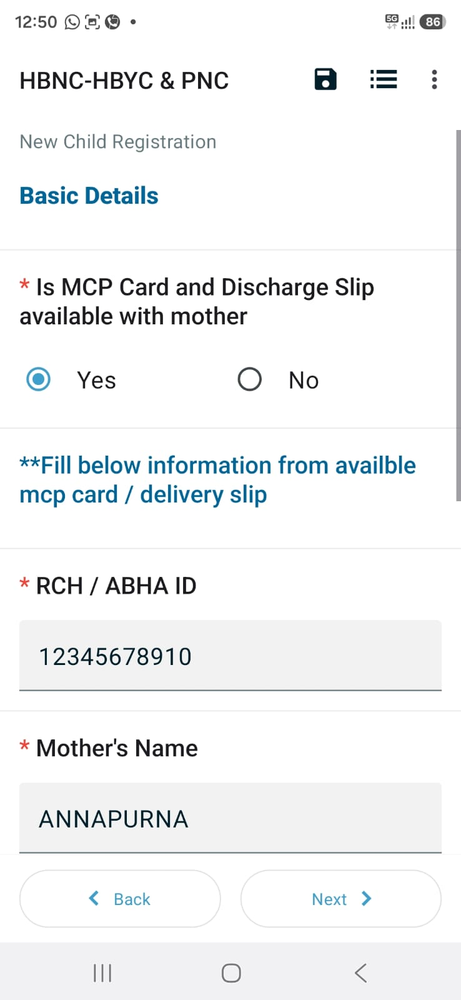 12:50
5G
86
HBNC-HBYC & PNC
New Child Registration
Basic Details
* Is MCP Card and Discharge Slip
available with mother
Yes
No
**Fill below information from availble
mcp card / delivery slip
* RCH / ABHA ID
12345678910
* Mother's Name
ANNAPURNA
Back
Next